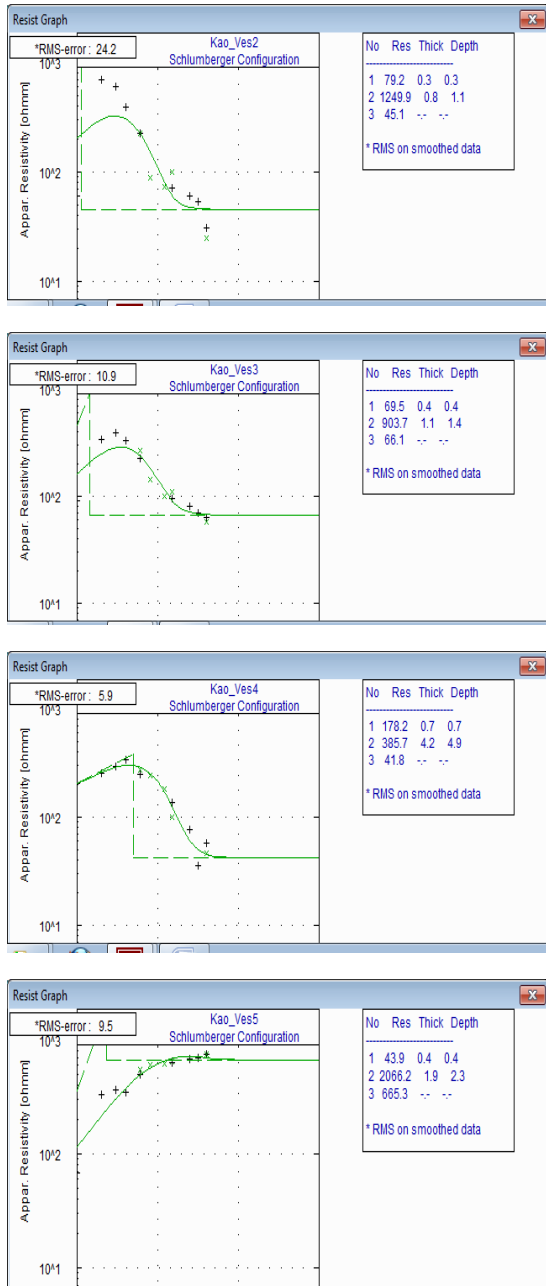 Resist Graph
*RMS-error : 24.2
Kao_Ves2
Schlumberger Configuration
10^3
10^2
10^1
Appar. Resistivity [ohmm]
No Res Thick Depth
1 79.2 0.3 0.3
2 1249.9 0.8 1.1
3 45.1 -.- -.-
* RMS on smoothed data
Resist Graph
*RMS-error : 10.9
Kao_Ves3
Schlumberger Configuration
10^3
10^2
10^1
Appar. Resistivity [ohmm]
No Res Thick Depth
1 69.5 0.4 0.4
2 903.7 1.1 1.4
3 66.1 -.- -.-
* RMS on smoothed data
Resist Graph
*RMS-error : 5.9
Kao_Ves4
Schlumberger Configuration
10^3
10^2
10^1
Appar. Resistivity [ohmm]
No Res Thick Depth
1 178.2 0.7 0.7
2 385.7 4.2 4.9
3 41.8 -.- -.-
* RMS on smoothed data
Resist Graph
*RMS-error : 9.5
Kao_Ves5
Schlumberger Configuration
10^3
10^2
10^1
Appar. Resistivity [ohmm]
No Res Thick Depth
1 43.9 0.4 0.4
2 2066.2 1.9 2.3
3 665.3 -.- -.-
* RMS on smoothed data